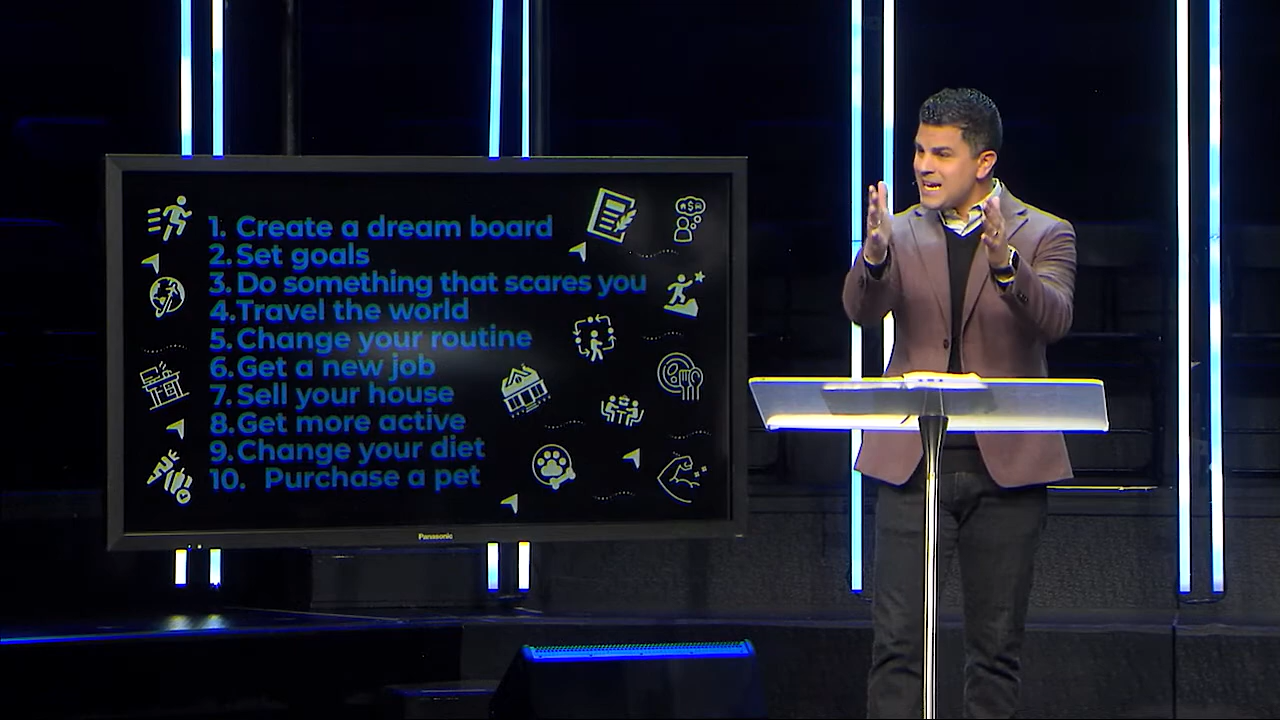 1. Create a dream board
2. Set goals
3. Do something that scares you
4. Travel the world
5. Change your routine
6. Get a new job
7. Sell your house
8. Get more active
9. Change your diet
10. Purchase a pet
Panasonic